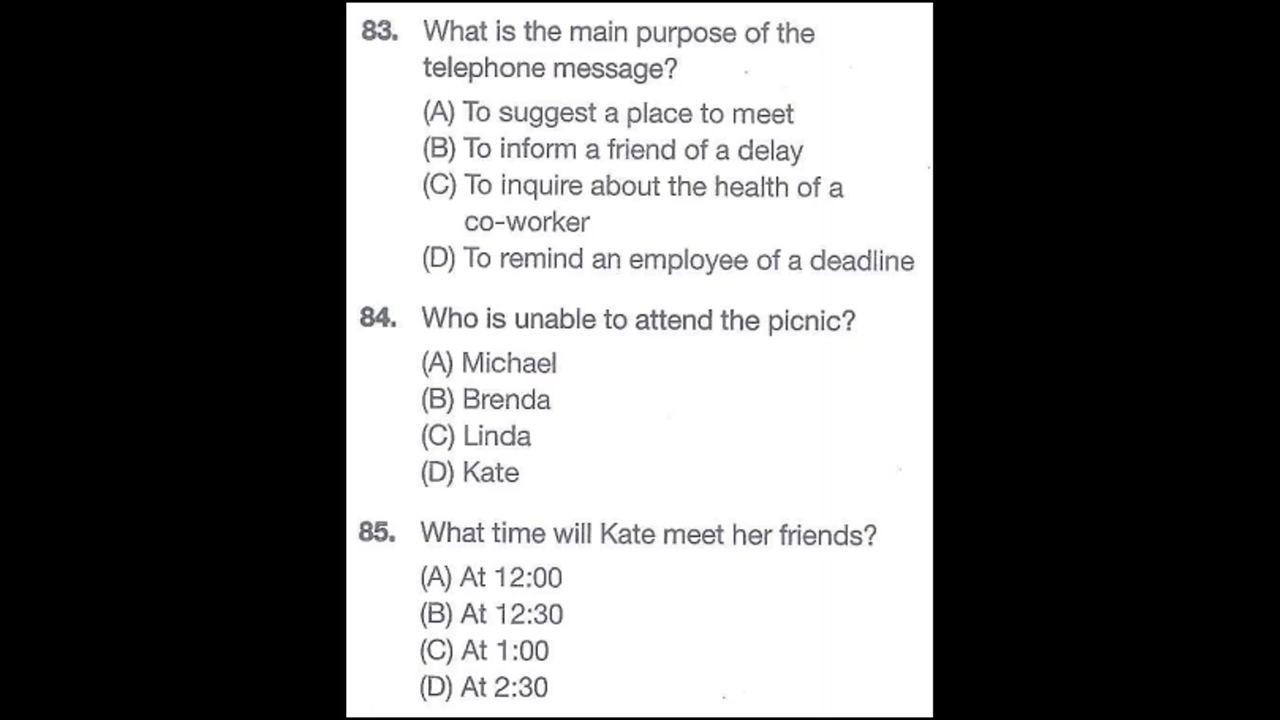 83. What is the main purpose of the
telephone message?
(A) To suggest a place to meet
(B) To inform a friend of a delay
(C) To inquire about the health of a
co-worker
(D) To remind an employee of a deadline
84. Who is unable to attend the picnic?
(A) Michael
(B) Brenda
(C) Linda
(D) Kate
85. What time will Kate meet her friends?
(A) At 12:00
(B) At 12:30
(C) At 1:00
(D) At 2:30